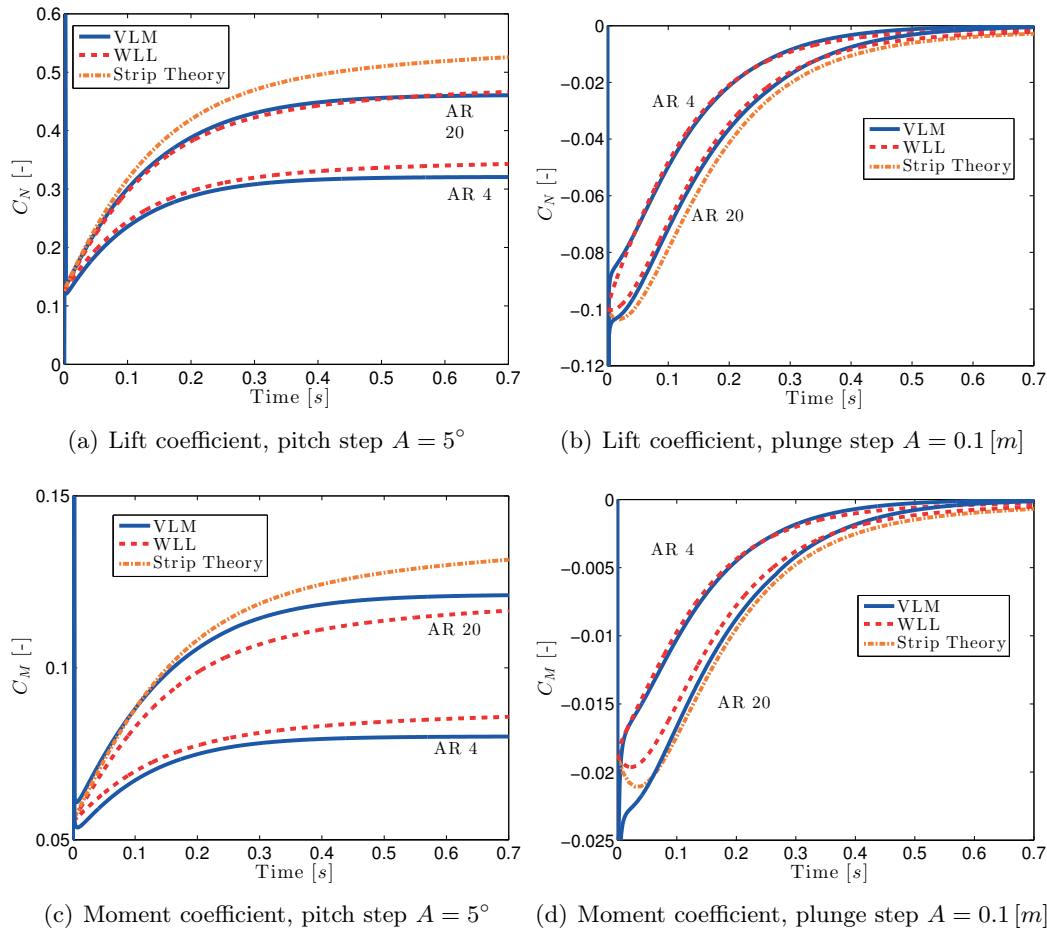 0.6
0.5
0.4
0.3
0.2
0.1
0
C_N [-]
VLM
WLL
Strip Theory
AR
20
AR 4
0 0.1 0.2 0.3 0.4 0.5 0.6 0.7
Time [s]
(a) Lift coefficient, pitch step A = 5°
0
−0.02
−0.04
−0.06
−0.08
−0.1
−0.12
C_N [-]
AR 4
VLM
WLL
Strip Theory
AR 20
0 0.1 0.2 0.3 0.4 0.5 0.6 0.7
Time [s]
(b) Lift coefficient, plunge step A = 0.1 [m]
0.15
0.1
0.05
C_M [-]
VLM
WLL
Strip Theory
AR 20
AR 4
0 0.1 0.2 0.3 0.4 0.5 0.6 0.7
Time [s]
(c) Moment coefficient, pitch step A = 5°
0
−0.005
−0.01
−0.015
−0.02
−0.025
C_M [-]
AR 4
VLM
WLL
Strip Theory
AR 20
0 0.1 0.2 0.3 0.4 0.5 0.6 0.7
Time [s]
(d) Moment coefficient, plunge step A = 0.1 [m]